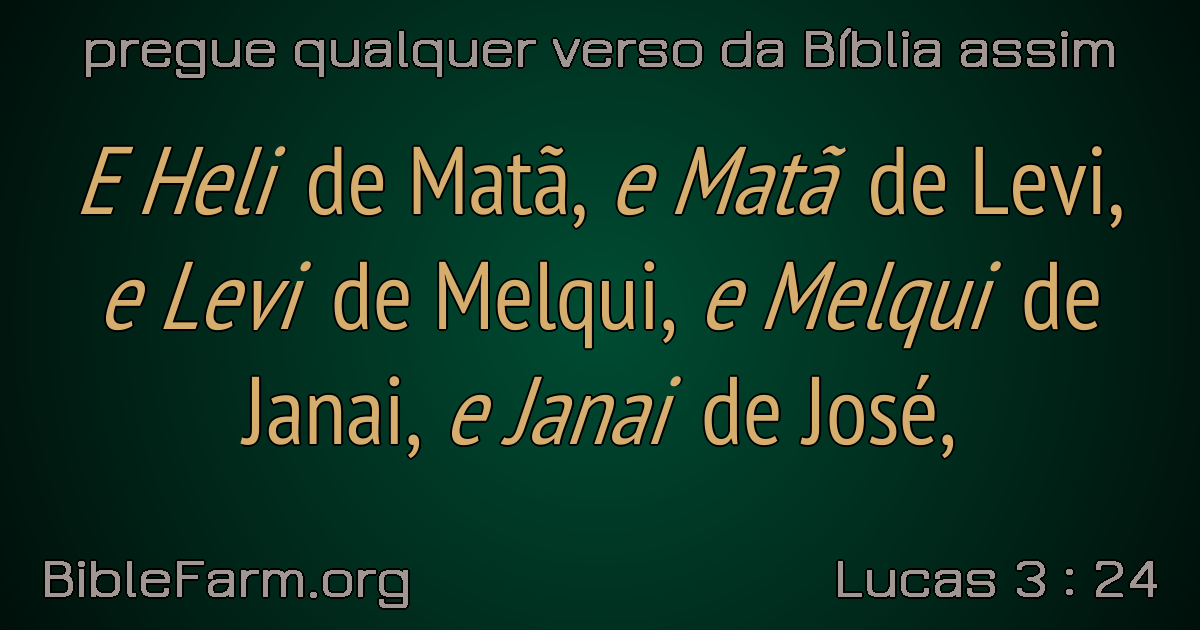 pregue qualquer verso da Bíblia assim
E Heli de Matã, e Matã de Levi,
e Levi de Melqui, e Melqui de
Janai, e Janai de José,
BibleFarm.org
Lucas 3 : 24